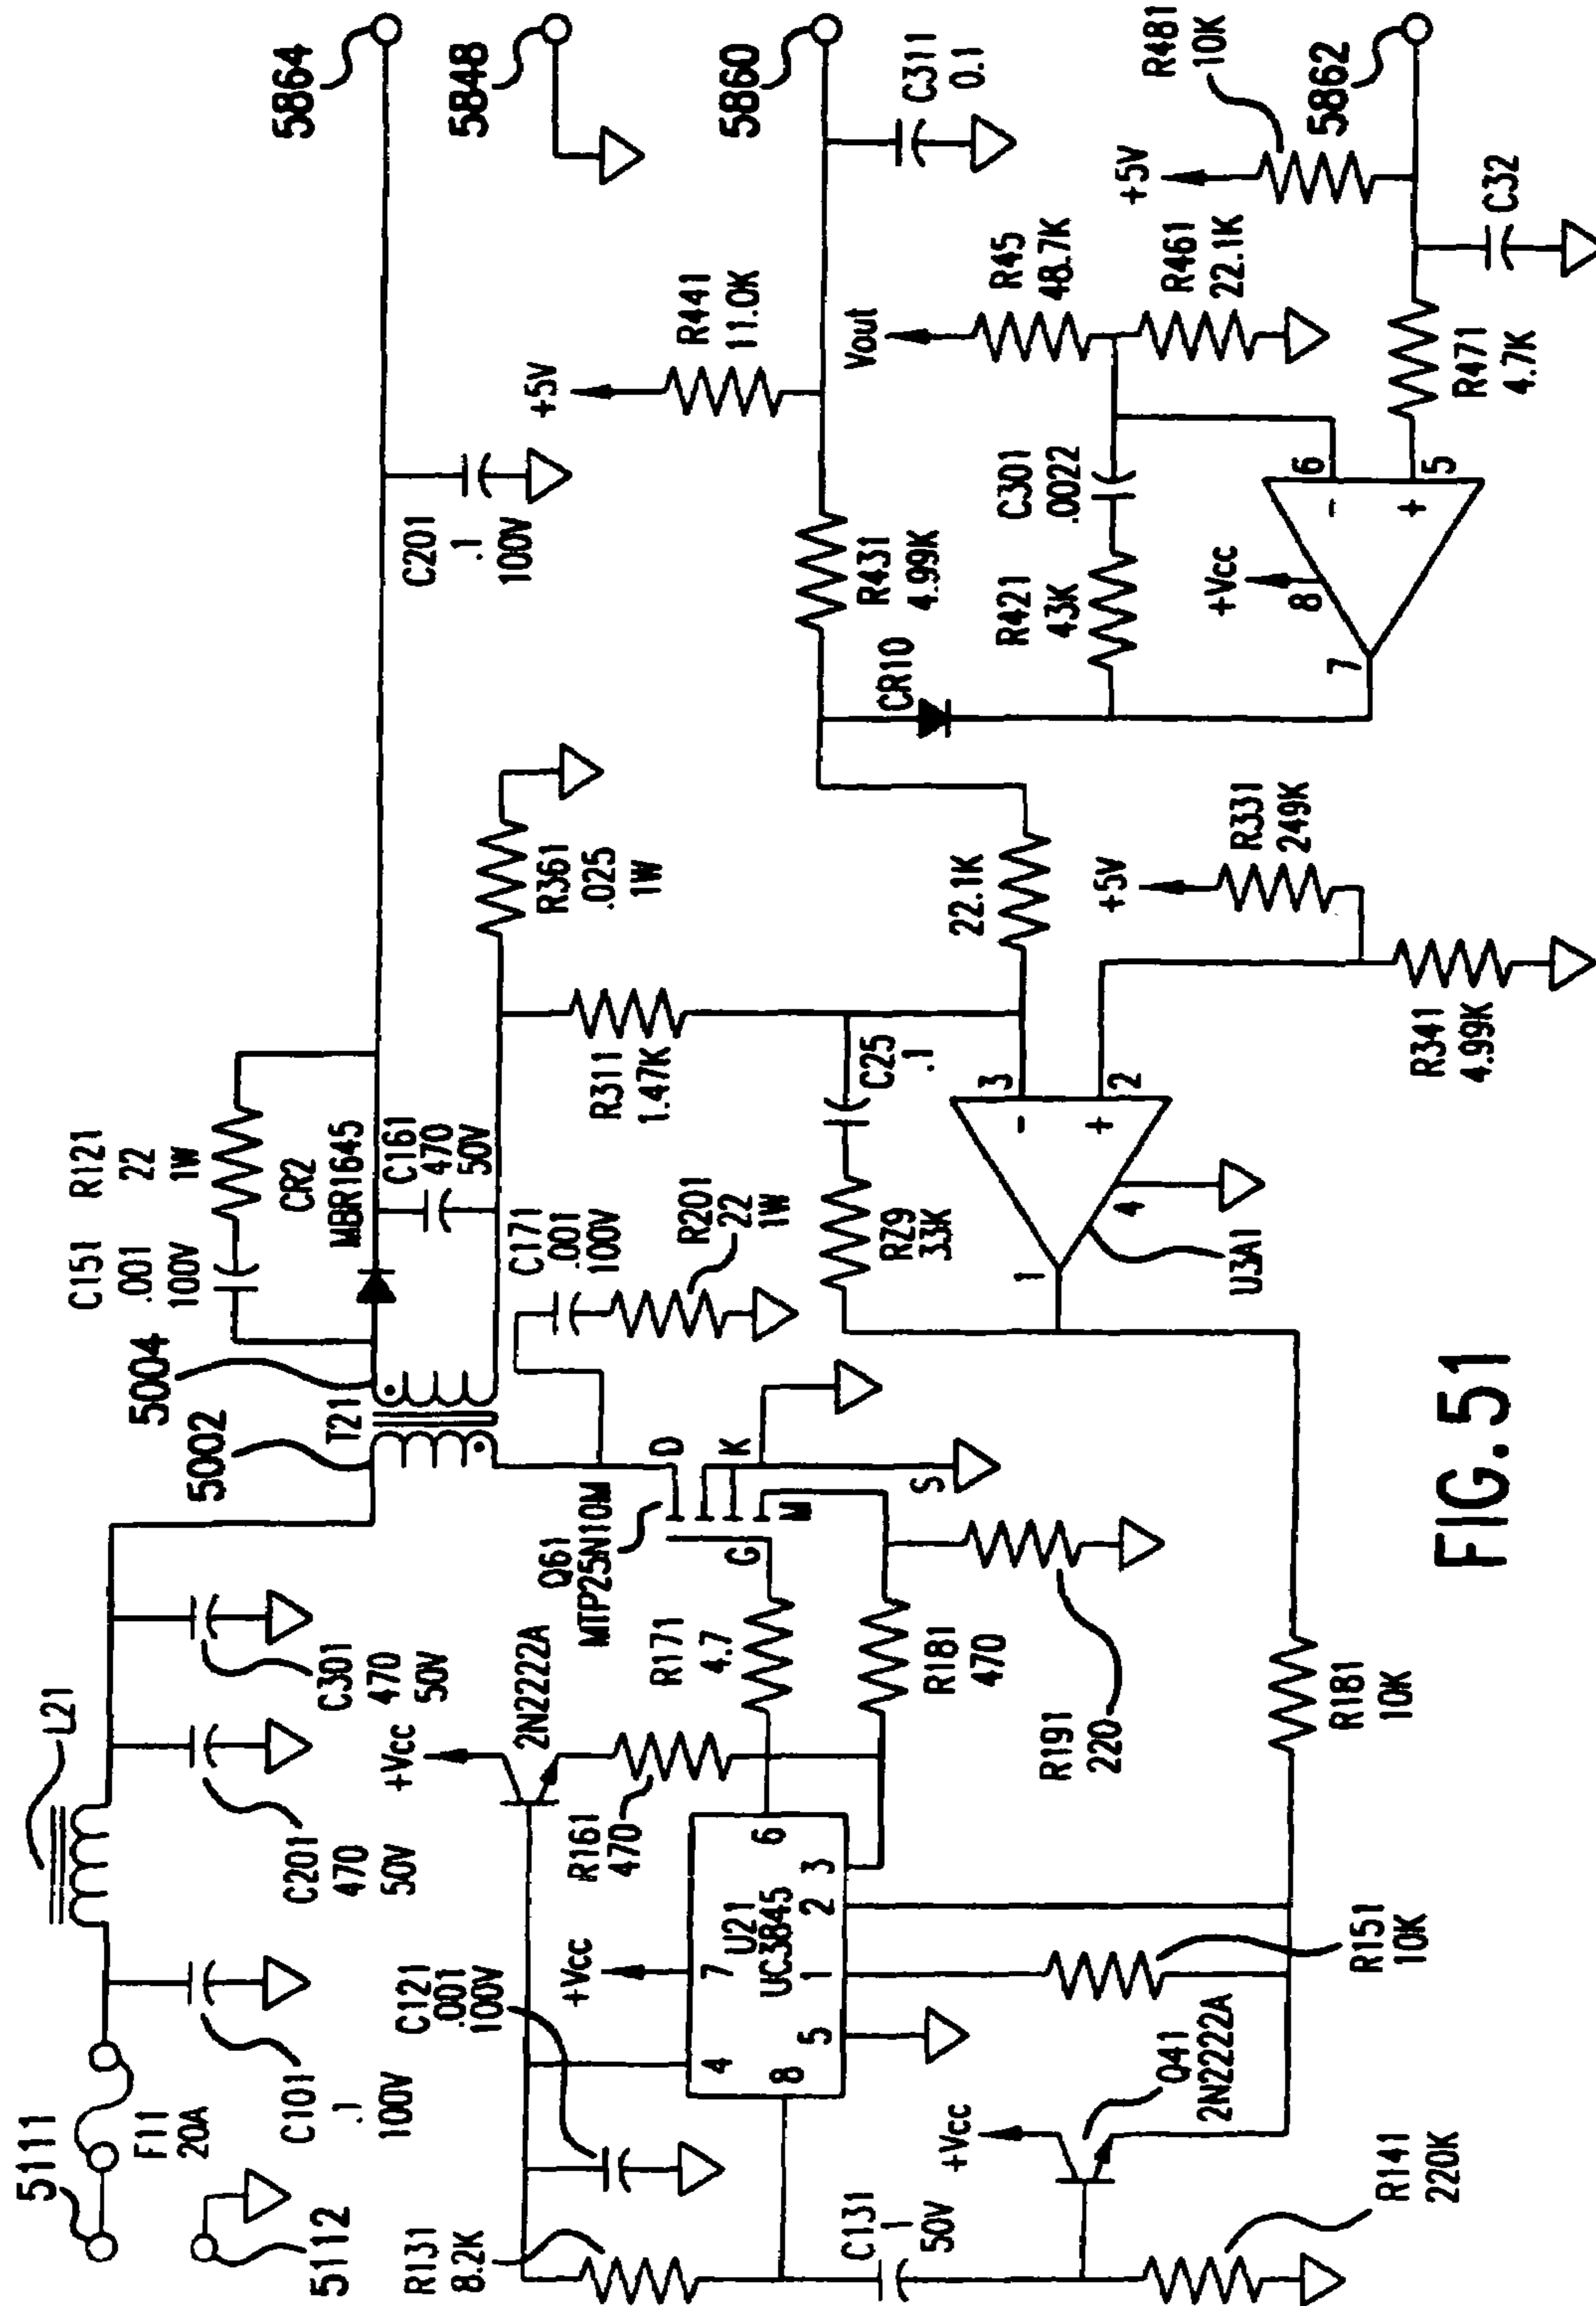 5111
F11
20A
5112
C101
.1
100V
L21
C201
470
50V
C301
470
50V
R131
8.2K
C121
.001
100V
+Vcc
4
7
U21
UC3845
8
5
1
2
3
6
+Vcc
2N2222A
R161
470
R171
4.7
R181
470
R191
220
Q61
MTP25N10M
G
D
K
M
S
5002
5004
T21
C151
.001
100V
R121
22
1W
CR2
MBR1645
C161
470
50V
C171
.001
100V
R201
22
1W
R311
1.47K
R361
.025
1W
C201
.1
100V
5864
5848
5860
C311
0.1
+5V
R441
11.0K
R431
4.99K
CR10
Vout
R45
48.7K
R461
22.1K
C301
.0022
R421
43K
+Vcc
8
6
-
+
5
7
R471
4.7K
C32
+5V
R481
10K
5862
22.1K
+5V
R331
249K
R341
4.99K
C25
.1
RZ9
33K
3
-
+
2
1
4
U3A1
C131
1
50V
+Vcc
Q41
2N2222A
R141
220K
R151
10K
R181
10K
FIG. 51